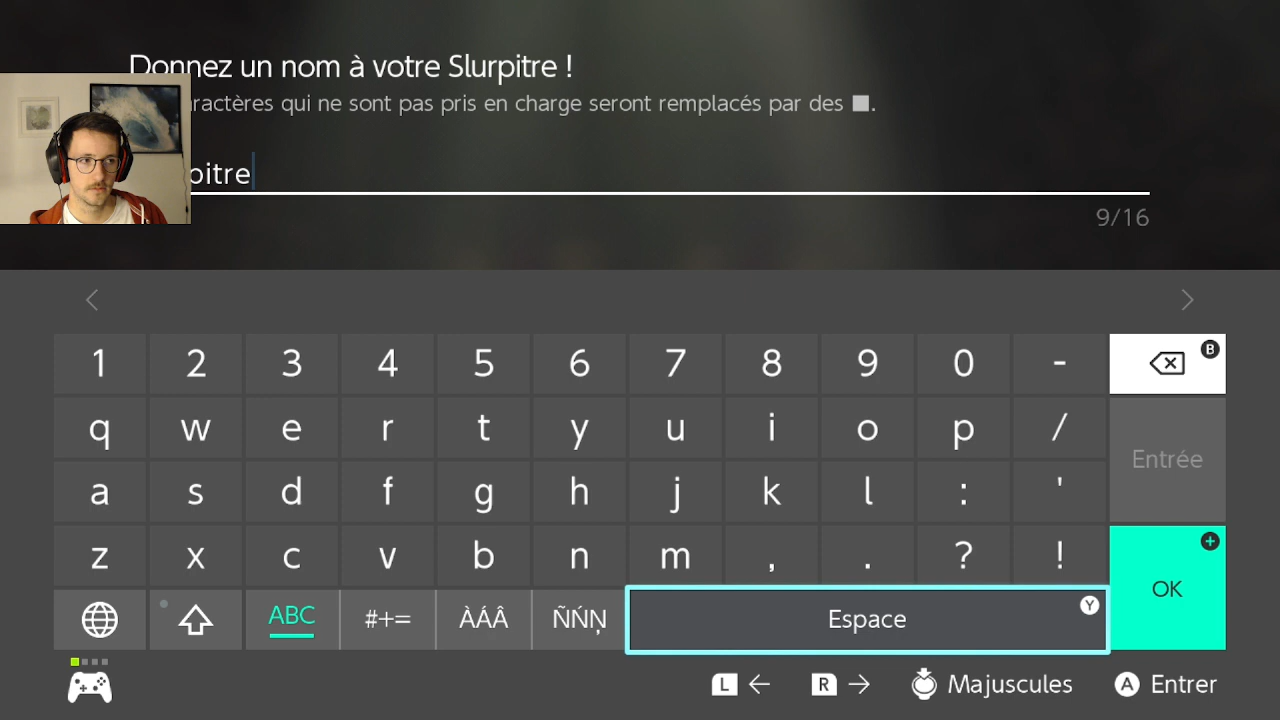 Donnez un nom à votre Slurpitre !
ractères qui ne sont pas pris en charge seront remplacés par des ■.
pitre
9/16
1 2 3 4 5 6 7 8 9 0 - B
q w e r t y u i o p / Entrée
a s d f g h j k l : '
z x c v b n m , . ? ! + OK
ABC #+= ÀÁÂ ÑŃŅ Espace Y
L ← R → Majuscules A Entrer